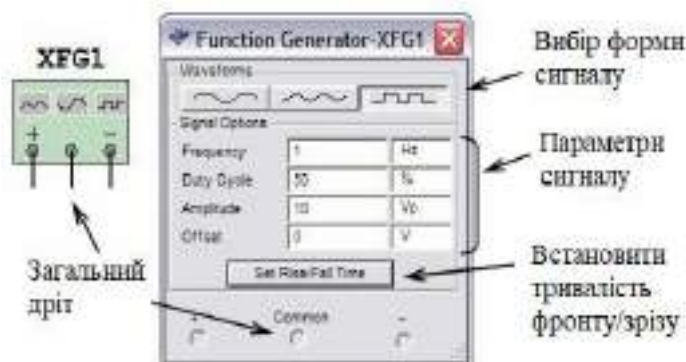 XFG1
+
–
Загальний
дріт
Function Generator-XFG1
Waveforms
Signal Options
Frequency 1 Hz
Duty Cycle 50 %
Amplitude 10 Vp
Offset 0 V
Set Rise/Fall Time
+ Common -
Вибір форми
сигналу
Параметри
сигналу
Встановити
тривалість
фронту/зрізу